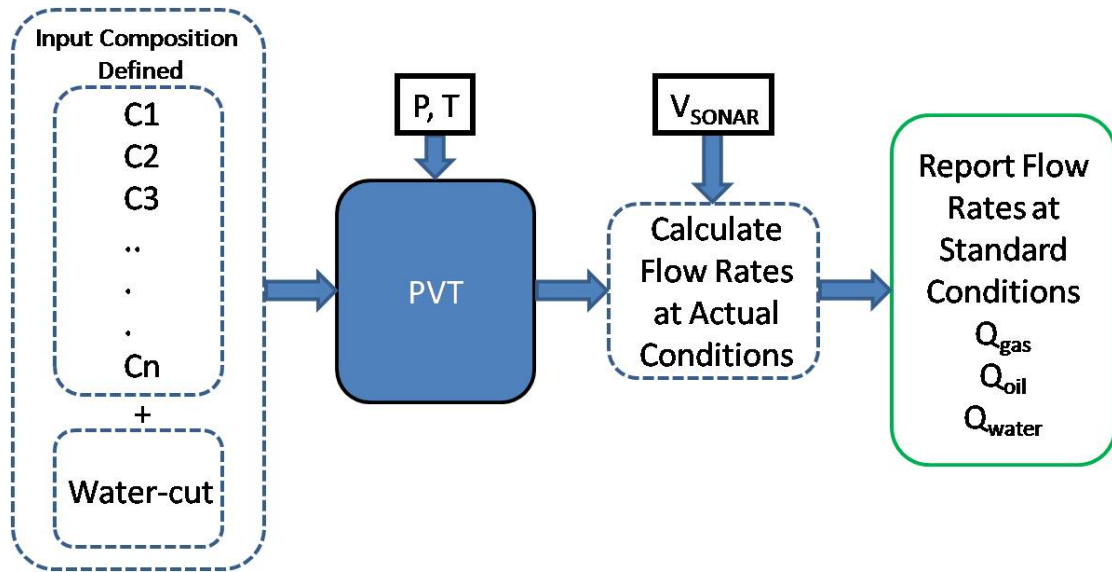 Input Composition
Defined
C1
C2
C3
..
.
.
Cn
+
Water-cut
P, T
PVT
VSONAR
Calculate
Flow Rates
at Actual
Conditions
Report Flow
Rates at
Standard
Conditions
Qgas
Qoil
Qwater